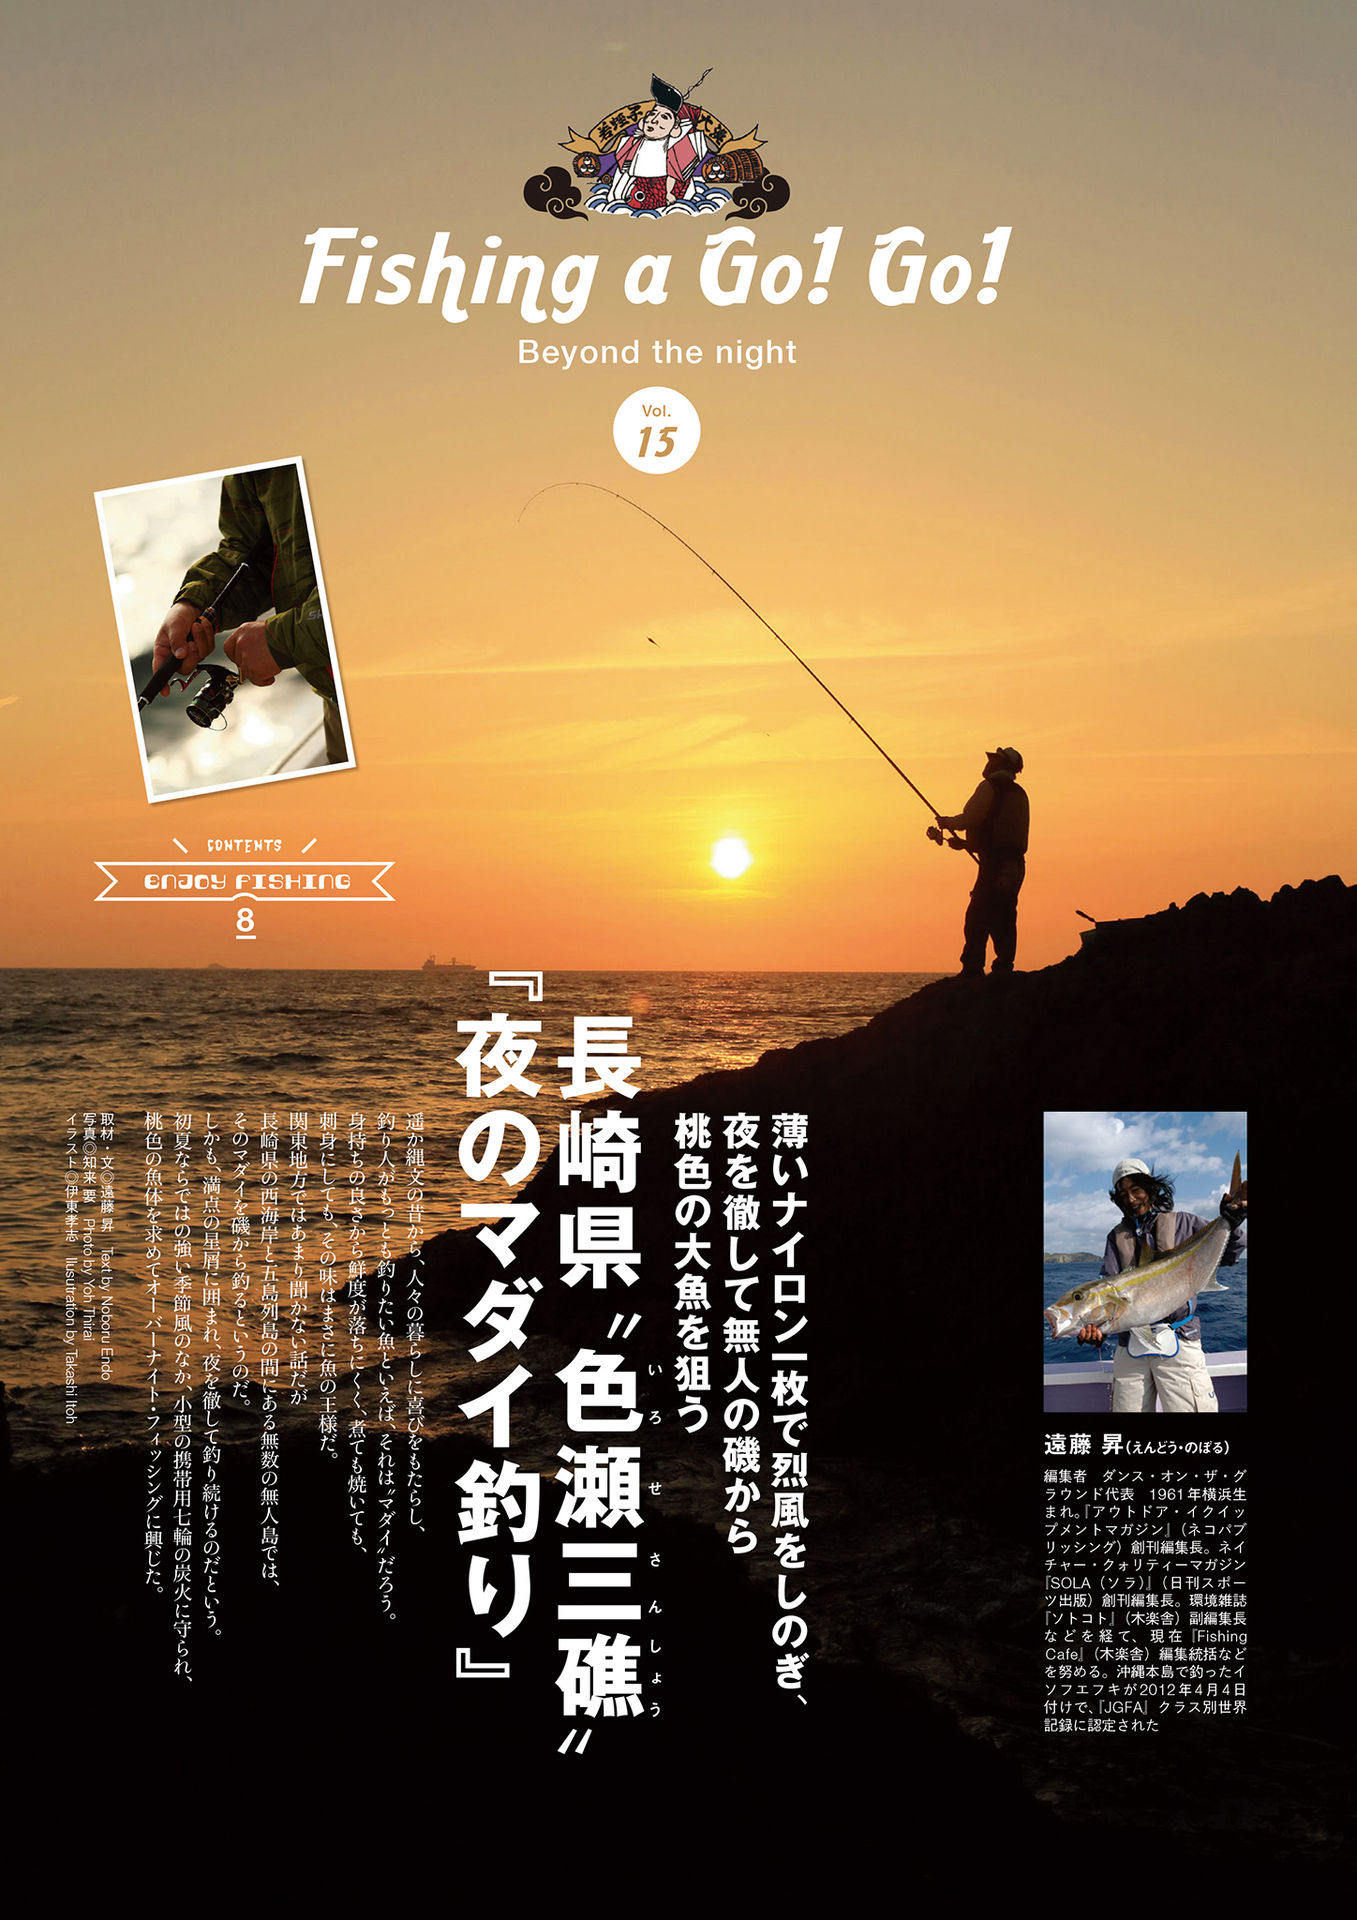 若蛭子
大漁
Fishing a Go! Go!
Beyond the night
Vol.
15
CONTENTS
ENJOY FISHING
8
薄いナイロン一枚で烈風をしのぎ、
夜を徹して無人の磯から
桃色の大魚を狙う
長崎県〝色瀬三礁〟
いろせさんしょう
『夜のマダイ釣り』
遥か縄文の昔から、人々の暮らしに喜びをもたらし、
釣り人がもっとも釣りたい魚といえば、それは〝マダイ〟だろう。
身持ちの良さから鮮度が落ちにくく、煮ても焼いても、
刺身にしても、その味はまさに魚の王様だ。
関東地方ではあまり聞かない話だが
長崎県の西海岸と五島列島の間にある無数の無人島では、
そのマダイを磯から釣るというのだ。
しかも、満点の星屑に囲まれ、夜を徹して釣り続けるのだという。
初夏ならではの強い季節風のなか、小型の携帯用七輪の炭火に守られ、
桃色の魚体を求めてオーバーナイト・フィッシングに興じた。
取材・文◎遠藤 昇 Text by Noboru Endo
写真◎知来 要 Photo by Yoh Thirai
イラスト◎伊東孝志 Ilusutration by Takashi Itoh
遠藤 昇(えんどう・のぼる)
編集者 ダンス・オン・ザ・グ
ラウンド代表 1961年横浜生
まれ。『アウトドア・イクイッ
プメントマガジン』（ネコパブ
リッシング）創刊編集長。ネイ
チャー・クォリティーマガジン
『SOLA（ソラ）』（日刊スポー
ツ出版）創刊編集長。環境雑誌
『ソトコト』（木楽舎）副編集長
などを経て、現在『Fishing
Cafe』（木楽舎）編集統括など
を努める。沖縄本島で釣ったイ
ソフエフキが2012年4月4日
付けで、『JGFA』クラス別世界
記録に認定された